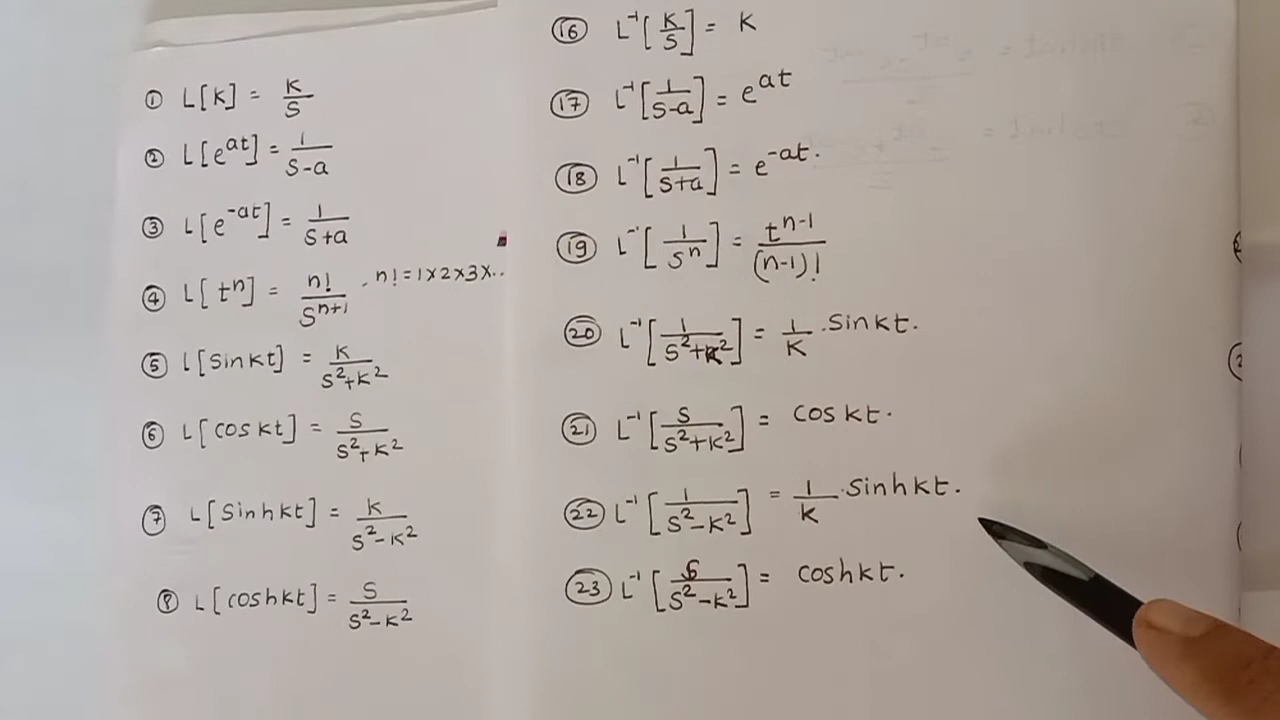 ① L[K] = K/S
② L[e^at] = 1/S-a
③ L[e^-at] = 1/S+a
④ L[t^n] = n!/S^n+1 , n! = 1x2x3x..
⑤ L[sinkt] = K/S²+K²
⑥ L[coskt] = S/S²+K²
⑦ L[Sinhkt] = K/S²-K²
⑧ L[coshkt] = S/S²-K²
⑯ L⁻¹[K/S] = K
⑰ L⁻¹[1/S-a] = e^at
⑱ L⁻¹[1/S+a] = e^-at.
⑲ L⁻¹[1/S^n] = t^n-1/(n-1)!
⑳ L⁻¹[1/S²+K²] = 1/K .Sinkt.
㉑ L⁻¹[S/S²+K²] = coskt.
㉒ L⁻¹[1/S²-K²] = 1/K .Sinhkt.
㉓ L⁻¹[S/S²-K²] = coshkt.